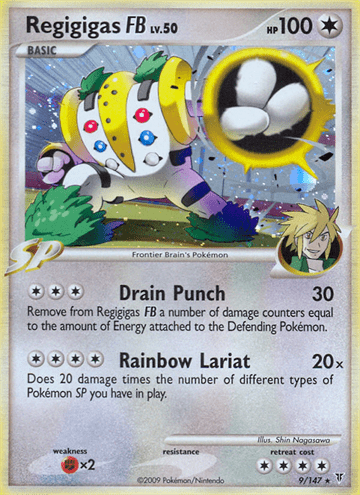 Regigigas FB LV.50 HP100
BASIC
SP
Frontier Brain's Pokémon
Drain Punch 30
Remove from Regigigas FB a number of damage counters equal
to the amount of Energy attached to the Defending Pokémon.
Rainbow Lariat 20×
Does 20 damage times the number of different types of
Pokémon SP you have in play.
Illus. Shin Nagasawa
weakness resistance retreat cost
×2
©2009 Pokémon/Nintendo 9/147